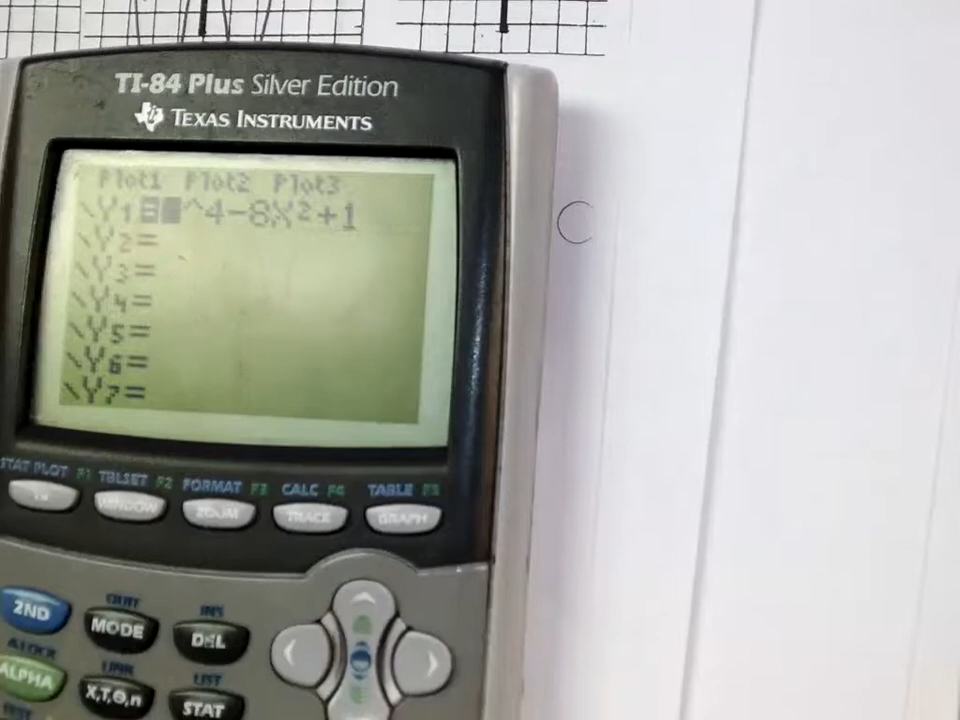 TI-84 Plus Silver Edition
TEXAS INSTRUMENTS
Plot1 Plot2 Plot3
\Y1=■^4-8X²+1
\Y2=
\Y3=
\Y4=
\Y5=
\Y6=
\Y7=
STAT PLOT F1 TBLSET F2 FORMAT F3 CALC F4 TABLE F5
WINDOW ZOOM TRACE GRAPH
QUIT INS
2ND MODE DEL
A-LOCK LINK LIST
ALPHA X,T,Θ,n STAT